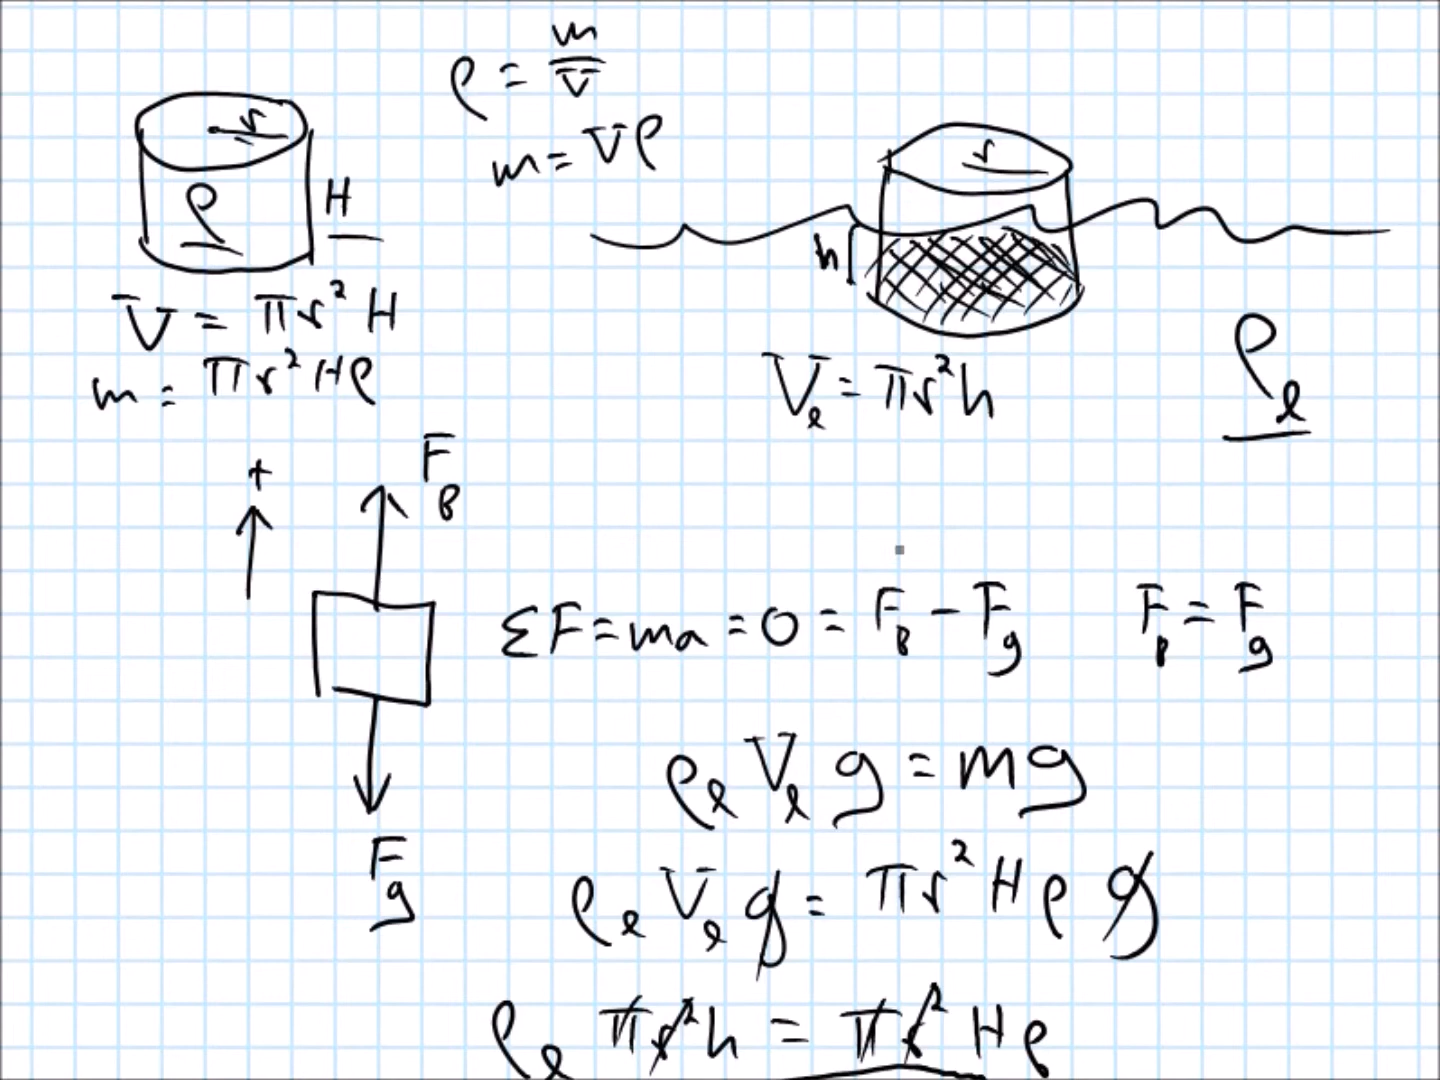 ρ = m/V
m = Vρ
r
ρ
H
V = πr²H
m = πr²Hρ
r
h
V_ℓ = πr²h
ρ_ℓ
+
F_B
F_g
ΣF = ma = 0 = F_B - F_g
F_B = F_g
ρ_ℓ V_ℓ g = mg
ρ_ℓ V_ℓ g = πr²Hρg
ρ_ℓ πr²h = πr²Hρ